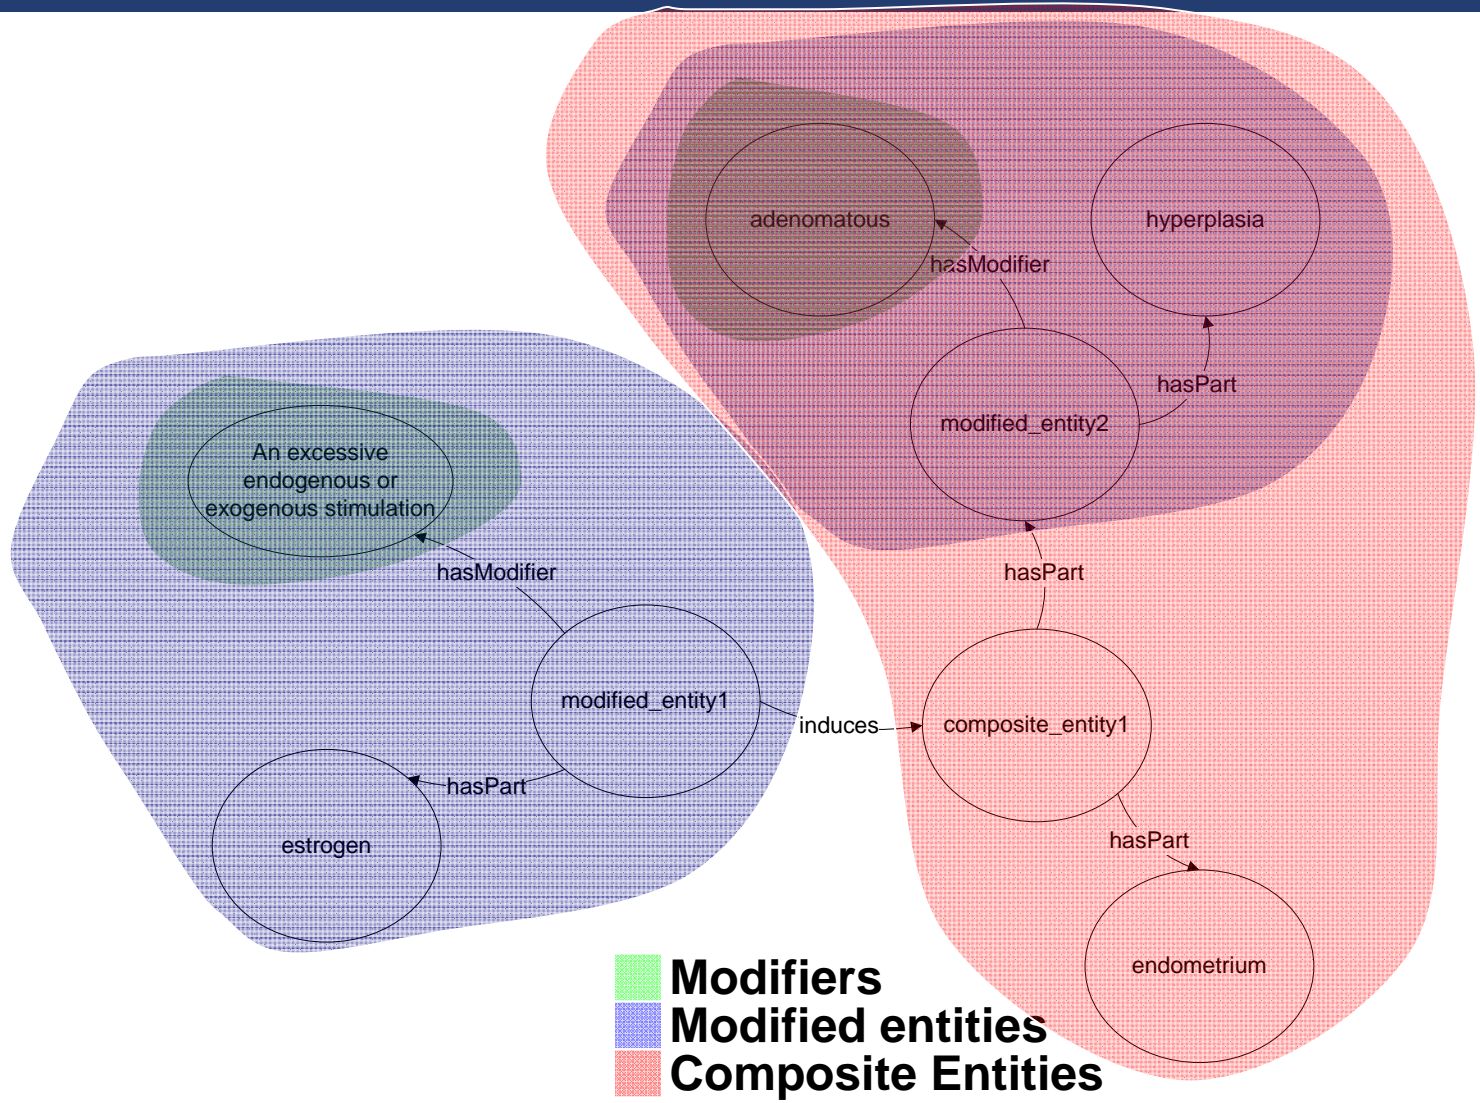 adenomatous
hyperplasia
hasModifier
hasPart
modified_entity2
An excessive
endogenous or
exogenous stimulation
hasModifier
hasPart
modified_entity1
induces
composite_entity1
hasPart
estrogen
hasPart
endometrium
Modifiers
Modified entities
Composite Entities